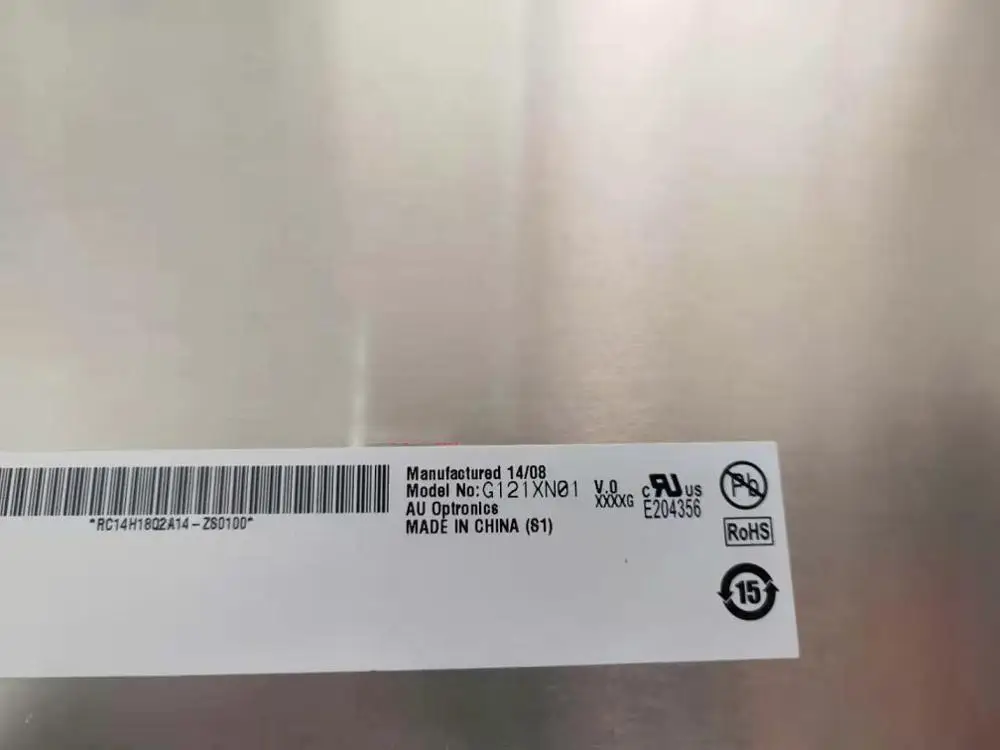 Manufactured 14/08
Model No:G121XN01 V.0
XXXXG
AU Optronics
MADE IN CHINA (S1)
*RC14H18Q2A14-ZS0100*
c RU US
E204356
Pb
RoHS
15